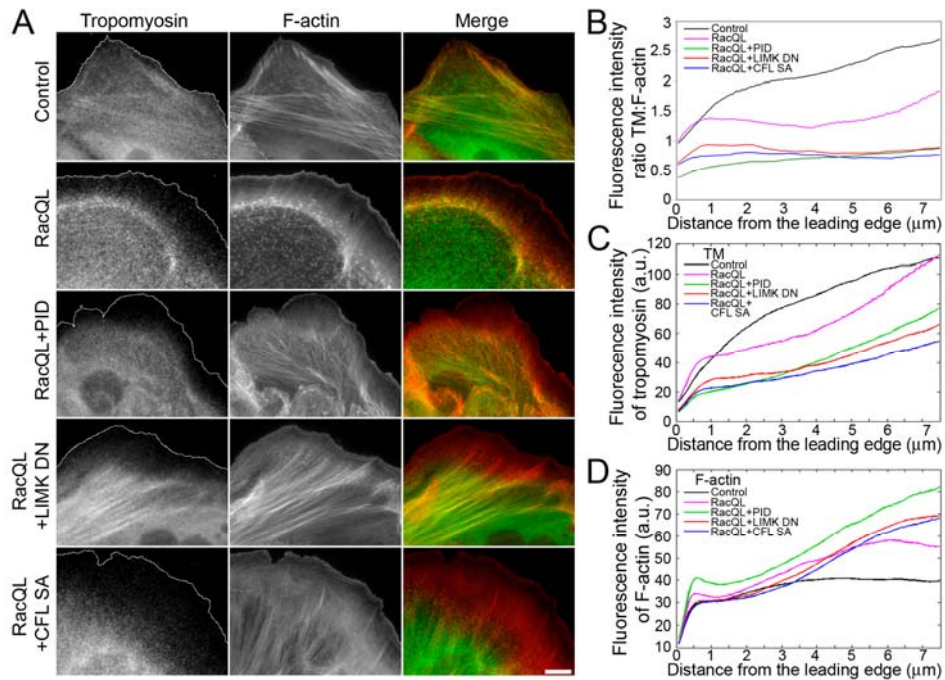 A
Tropomyosin
F-actin
Merge
Control
RacQL
RacQL+PID
RacQL
+LIMK DN
RacQL
+CFL SA
B
Fluorescence intensity
ratio TM:F-actin
3
2.5
2
1.5
1
0.5
0
Control
RacQL
RacQL+PID
RacQL+LIMK DN
RacQL+CFL SA
0 1 2 3 4 5 6 7
Distance from the leading edge (µm)
C
Fluorecence intensity
of tropomyosin (a.u.)
120
100
80
60
40
20
0
TM
Control
RacQL
RacQL+PID
RacQL+LIMK DN
RacQL+
CFL SA
0 1 2 3 4 5 6 7
Distance from the leading edge (µm)
D
Fluorescence intensity
of F-actin (a.u.)
90
80
70
60
50
40
30
20
10
F-actin
Control
RacQL
RacQL+PID
RacQL+LIMK DN
RacQL+CFL SA
0 1 2 3 4 5 6 7
Distance from the leading edge (µm)